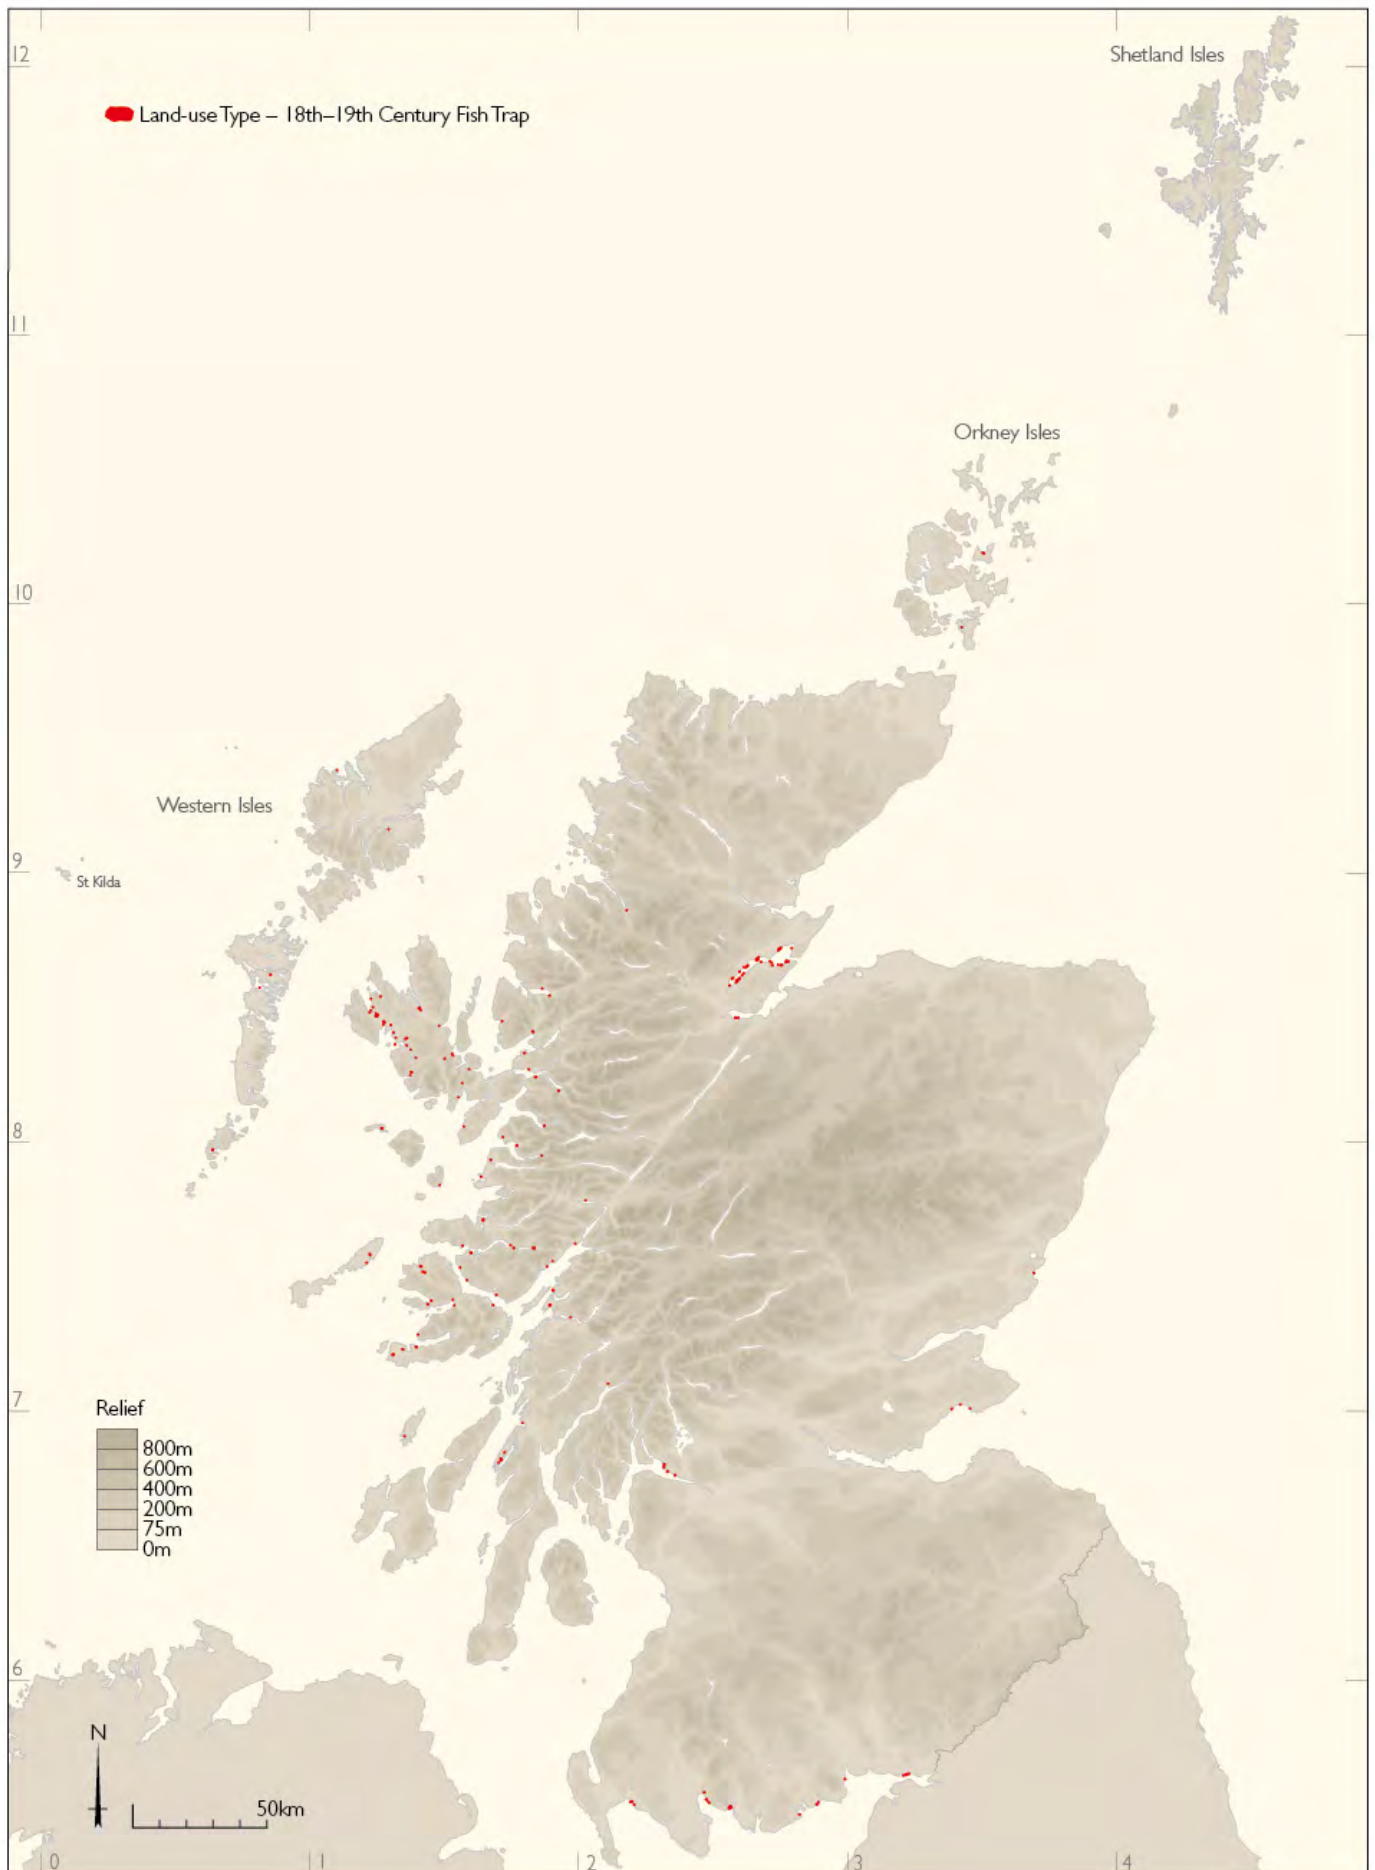 12
Shetland Isles
Land-use Type – 18th–19th Century Fish Trap
11
Orkney Isles
10
Western Isles
9
St Kilda
8
7
Relief
800m
600m
400m
200m
75m
0m
6
N
50km
0
1
2
3
4